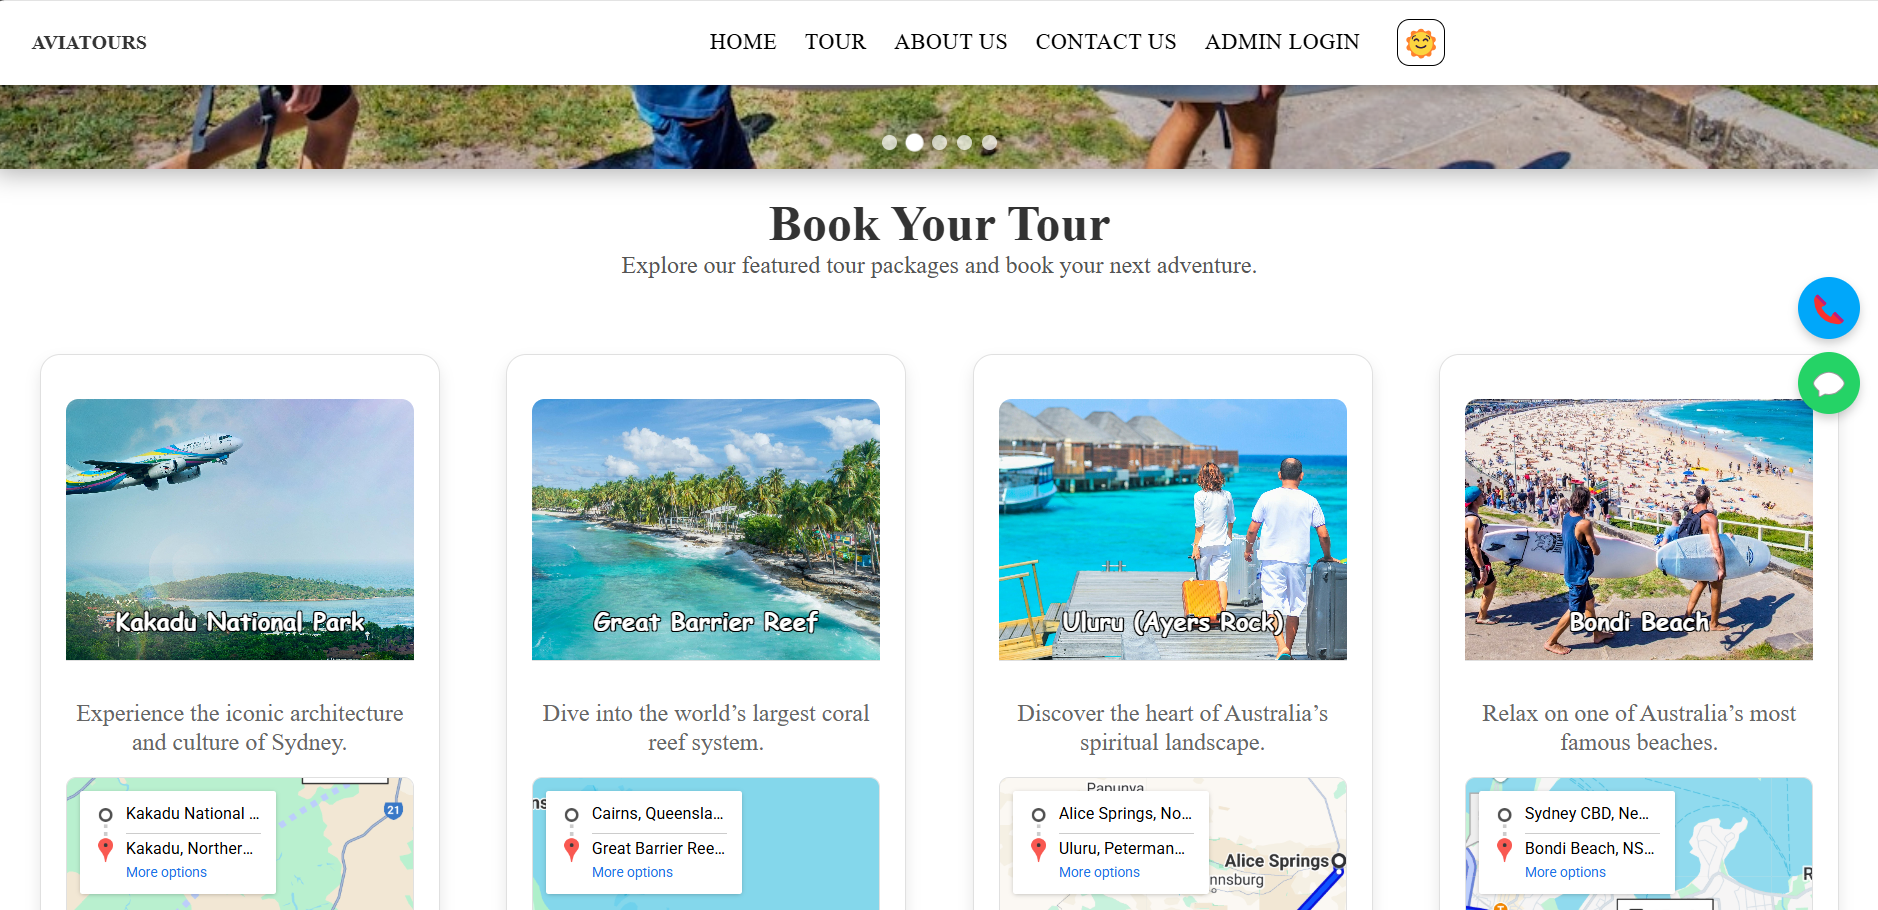 AVIATOURS
HOME TOUR ABOUT US CONTACT US ADMIN LOGIN
Book Your Tour
Explore our featured tour packages and book your next adventure.
Kakadu National Park
Experience the iconic architecture
and culture of Sydney.
21
Kakadu National ...
Kakadu, Norther...
More options
Great Barrier Reef
Dive into the world’s largest coral
reef system.
ns
Cairns, Queensla...
Great Barrier Ree...
More options
Uluru (Ayers Rock)
Discover the heart of Australia’s
spiritual landscape.
Papunya
Alice Springs, No...
Uluru, Peterman...
More options
Alice Springs
nnsburg
Bondi Beach
Relax on one of Australia’s most
famous beaches.
Sydney CBD, Ne...
Bondi Beach, NS...
More options
R